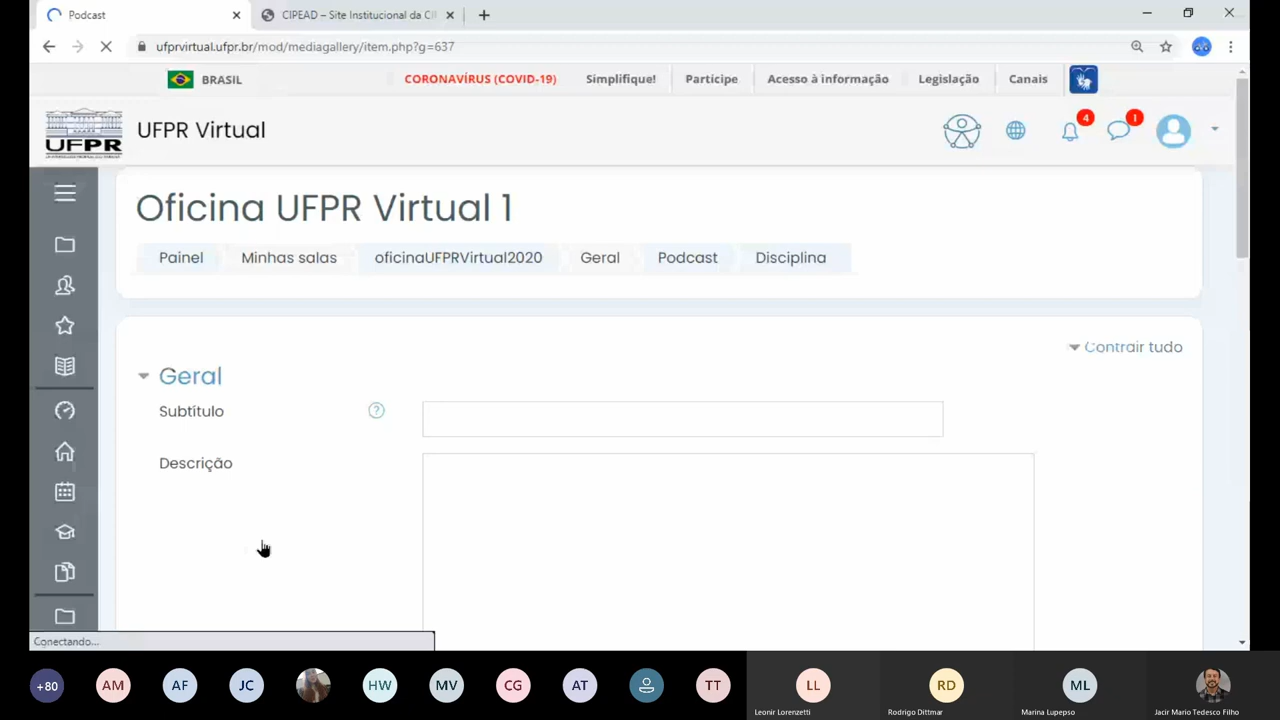 Podcast
CIPEAD – Site Institucional da CI
ufprvirtual.ufpr.br/mod/mediagallery/item.php?g=637
BRASIL
CORONAVÍRUS (COVID-19)
Simplifique!
Participe
Acesso à informação
Legislação
Canais
UFPR
UFPR Virtual
4
1
Oficina UFPR Virtual 1
Painel
Minhas salas
oficinaUFPRVirtual2020
Geral
Podcast
Disciplina
Contrair tudo
Geral
Subtítulo
?
Descrição
Conectando...
+80
AM
AF
JC
HW
MV
CG
AT
TT
LL
RD
ML
Leonir Lorenzetti
Rodrigo Dittmar
Marina Lupepso
Jacir Mario Tedesco Filho